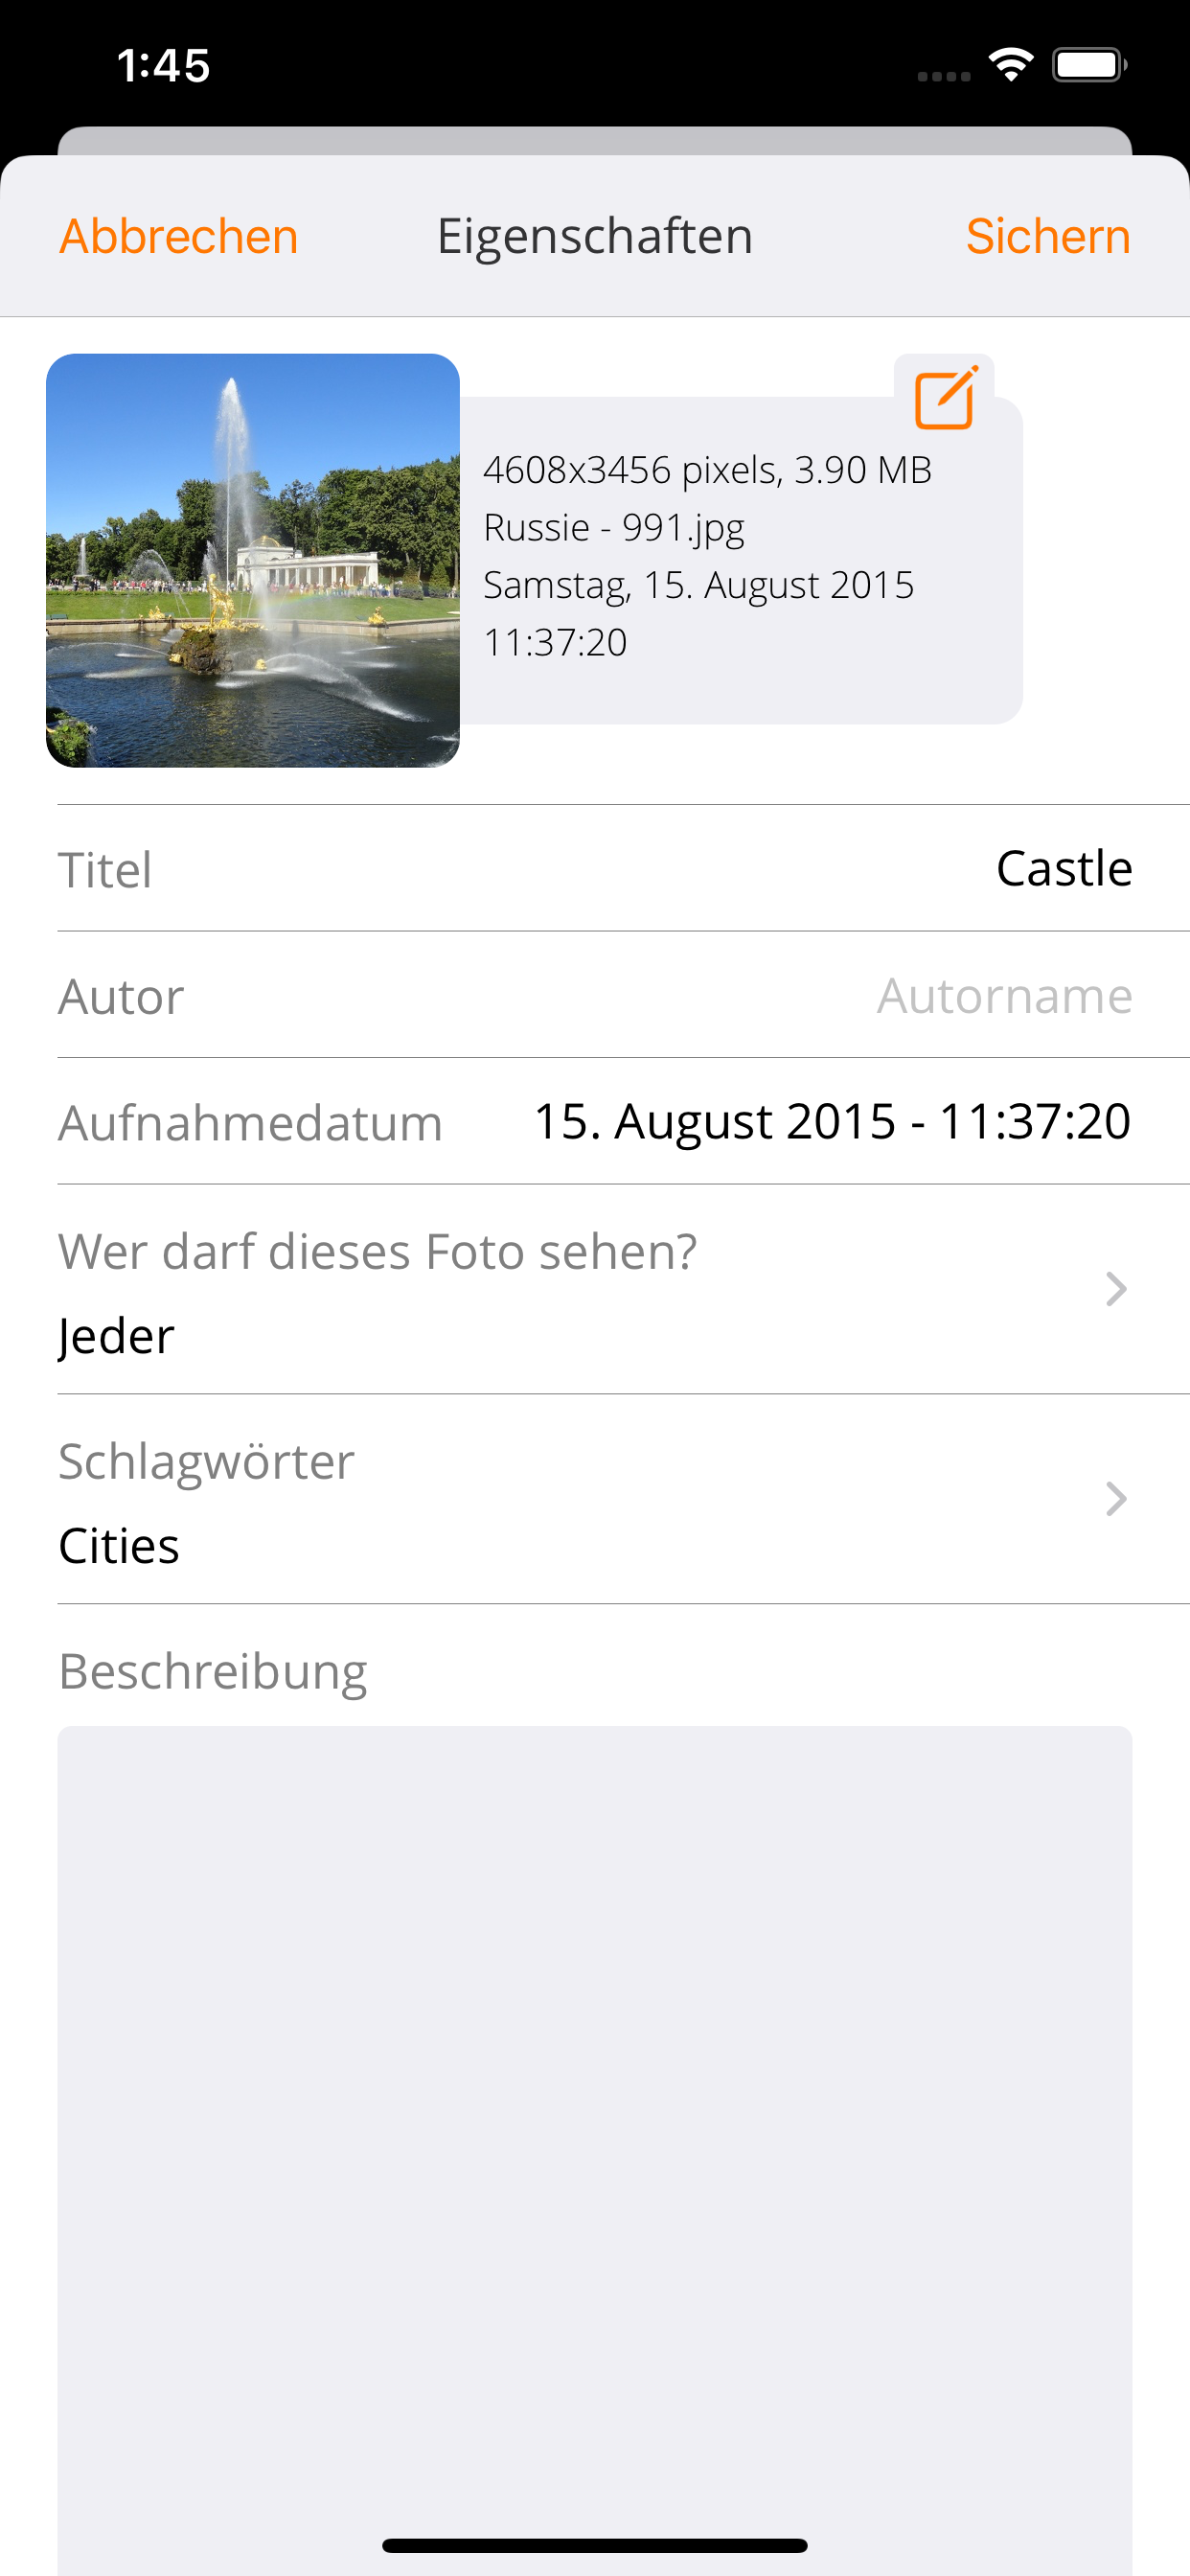 1:45
Abbrechen Eigenschaften Sichern
4608x3456 pixels, 3.90 MB
Russie - 991.jpg
Samstag, 15. August 2015
11:37:20
Titel Castle
Autor Autorname
Aufnahmedatum 15. August 2015 - 11:37:20
Wer darf dieses Foto sehen?
Jeder
Schlagwörter
Cities
Beschreibung